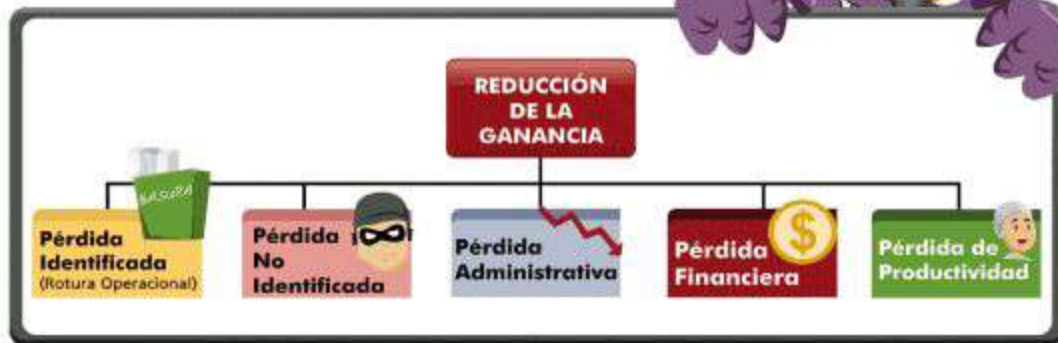 REDUCCIÓN
DE LA
GANANCIA
BASURA
Pérdida
Identificada
(Rotura Operacional)
Pérdida
No
Identificada
Pérdida
Administrativa
$
Pérdida
Financiera
Pérdida de
Productividad